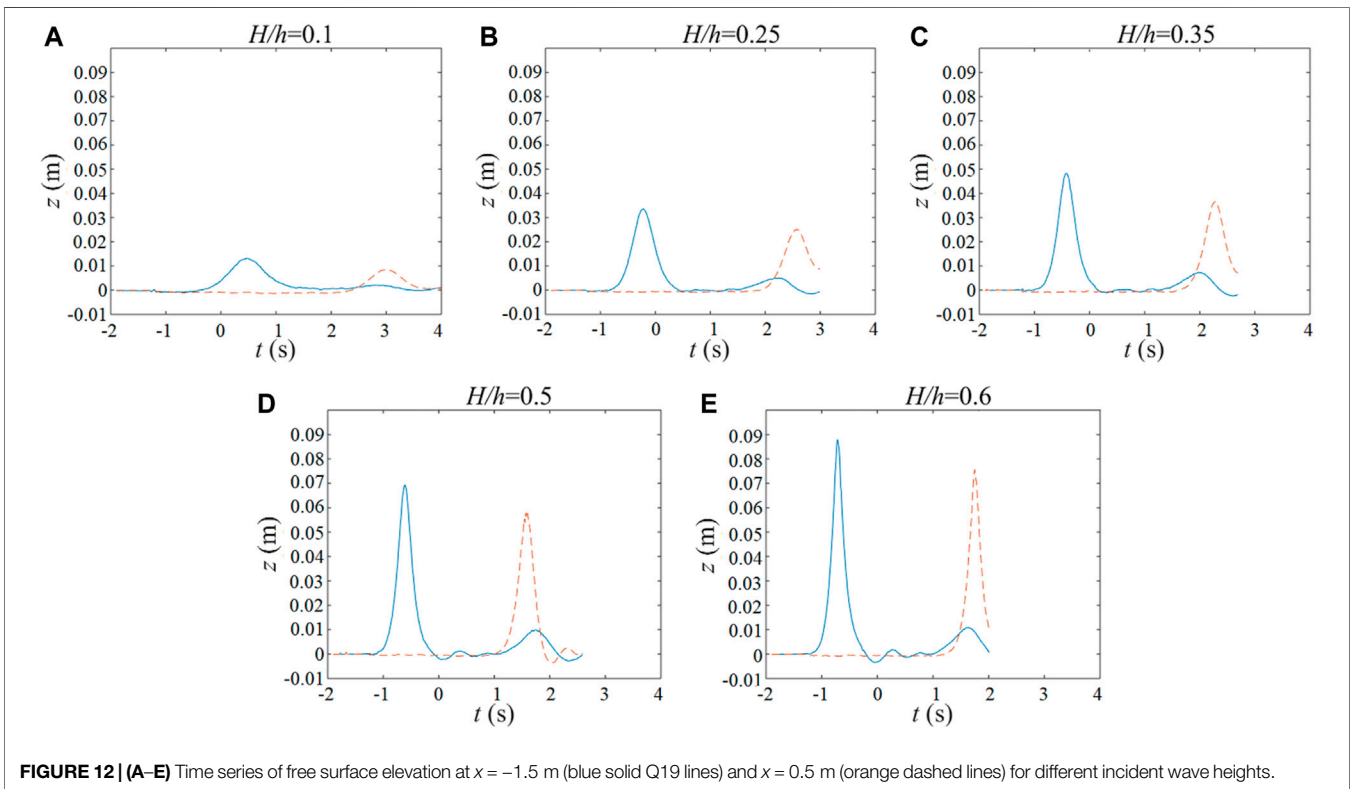 A
H/h=0.1
0.09
0.08
0.07
0.06
0.05
0.04
0.03
0.02
0.01
0
-0.01
z (m)
-2 -1 0 1 2 3 4
t (s)
B
H/h=0.25
0.09
0.08
0.07
0.06
0.05
0.04
0.03
0.02
0.01
0
-0.01
z (m)
-2 -1 0 1 2 3 4
t (s)
C
H/h=0.35
0.09
0.08
0.07
0.06
0.05
0.04
0.03
0.02
0.01
0
-0.01
z (m)
-2 -1 0 1 2 3 4
t (s)
D
H/h=0.5
0.09
0.08
0.07
0.06
0.05
0.04
0.03
0.02
0.01
0
-0.01
z (m)
-2 -1 0 1 2 3 4
t (s)
E
H/h=0.6
0.09
0.08
0.07
0.06
0.05
0.04
0.03
0.02
0.01
0
-0.01
z (m)
-2 -1 0 1 2 3 4
t (s)
FIGURE 12 | (A–E) Time series of free surface elevation at x = −1.5 m (blue solid Q19 lines) and x = 0.5 m (orange dashed lines) for different incident wave heights.